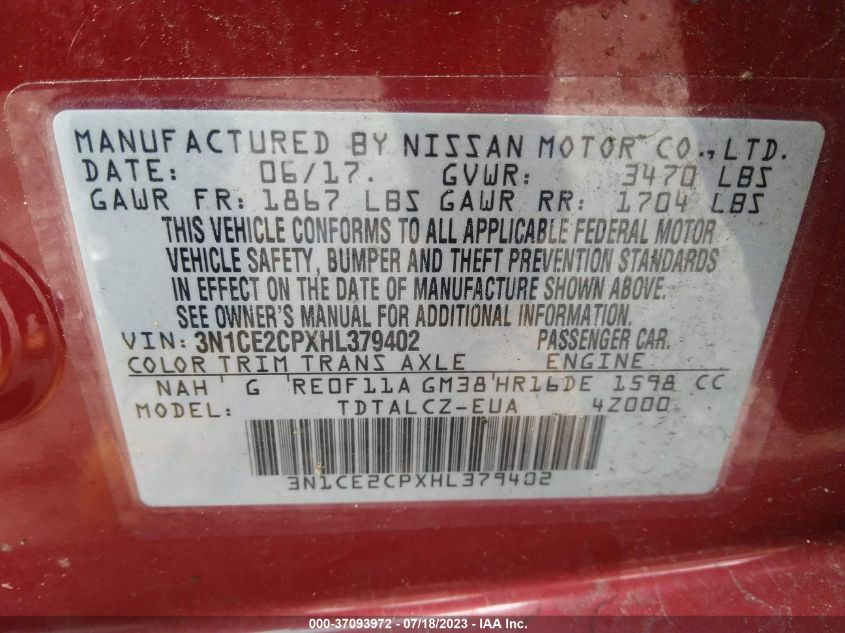 MANUFACTURED BY NISSAN MOTOR CO., LTD.
DATE: 06/17. GVWR: 3470 LBS
GAWR FR: 1867 LBS GAWR RR: 1704 LBS
THIS VEHICLE CONFORMS TO ALL APPLICABLE FEDERAL MOTOR
VEHICLE SAFETY, BUMPER AND THEFT PREVENTION STANDARDS
IN EFFECT ON THE DATE OF MANUFACTURE SHOWN ABOVE.
SEE OWNER'S MANUAL FOR ADDITIONAL INFORMATION.
VIN: 3N1CE2CPXHL379402 PASSENGER CAR.
COLOR TRIM TRANS AXLE ENGINE
NAH G RE0F11A GM38 HR16DE 1598 CC
MODEL: TDTALCZ-EUA 4Z000
3N1CE2CPXHL379402
000-37093972 - 07/18/2023 - IAA Inc.